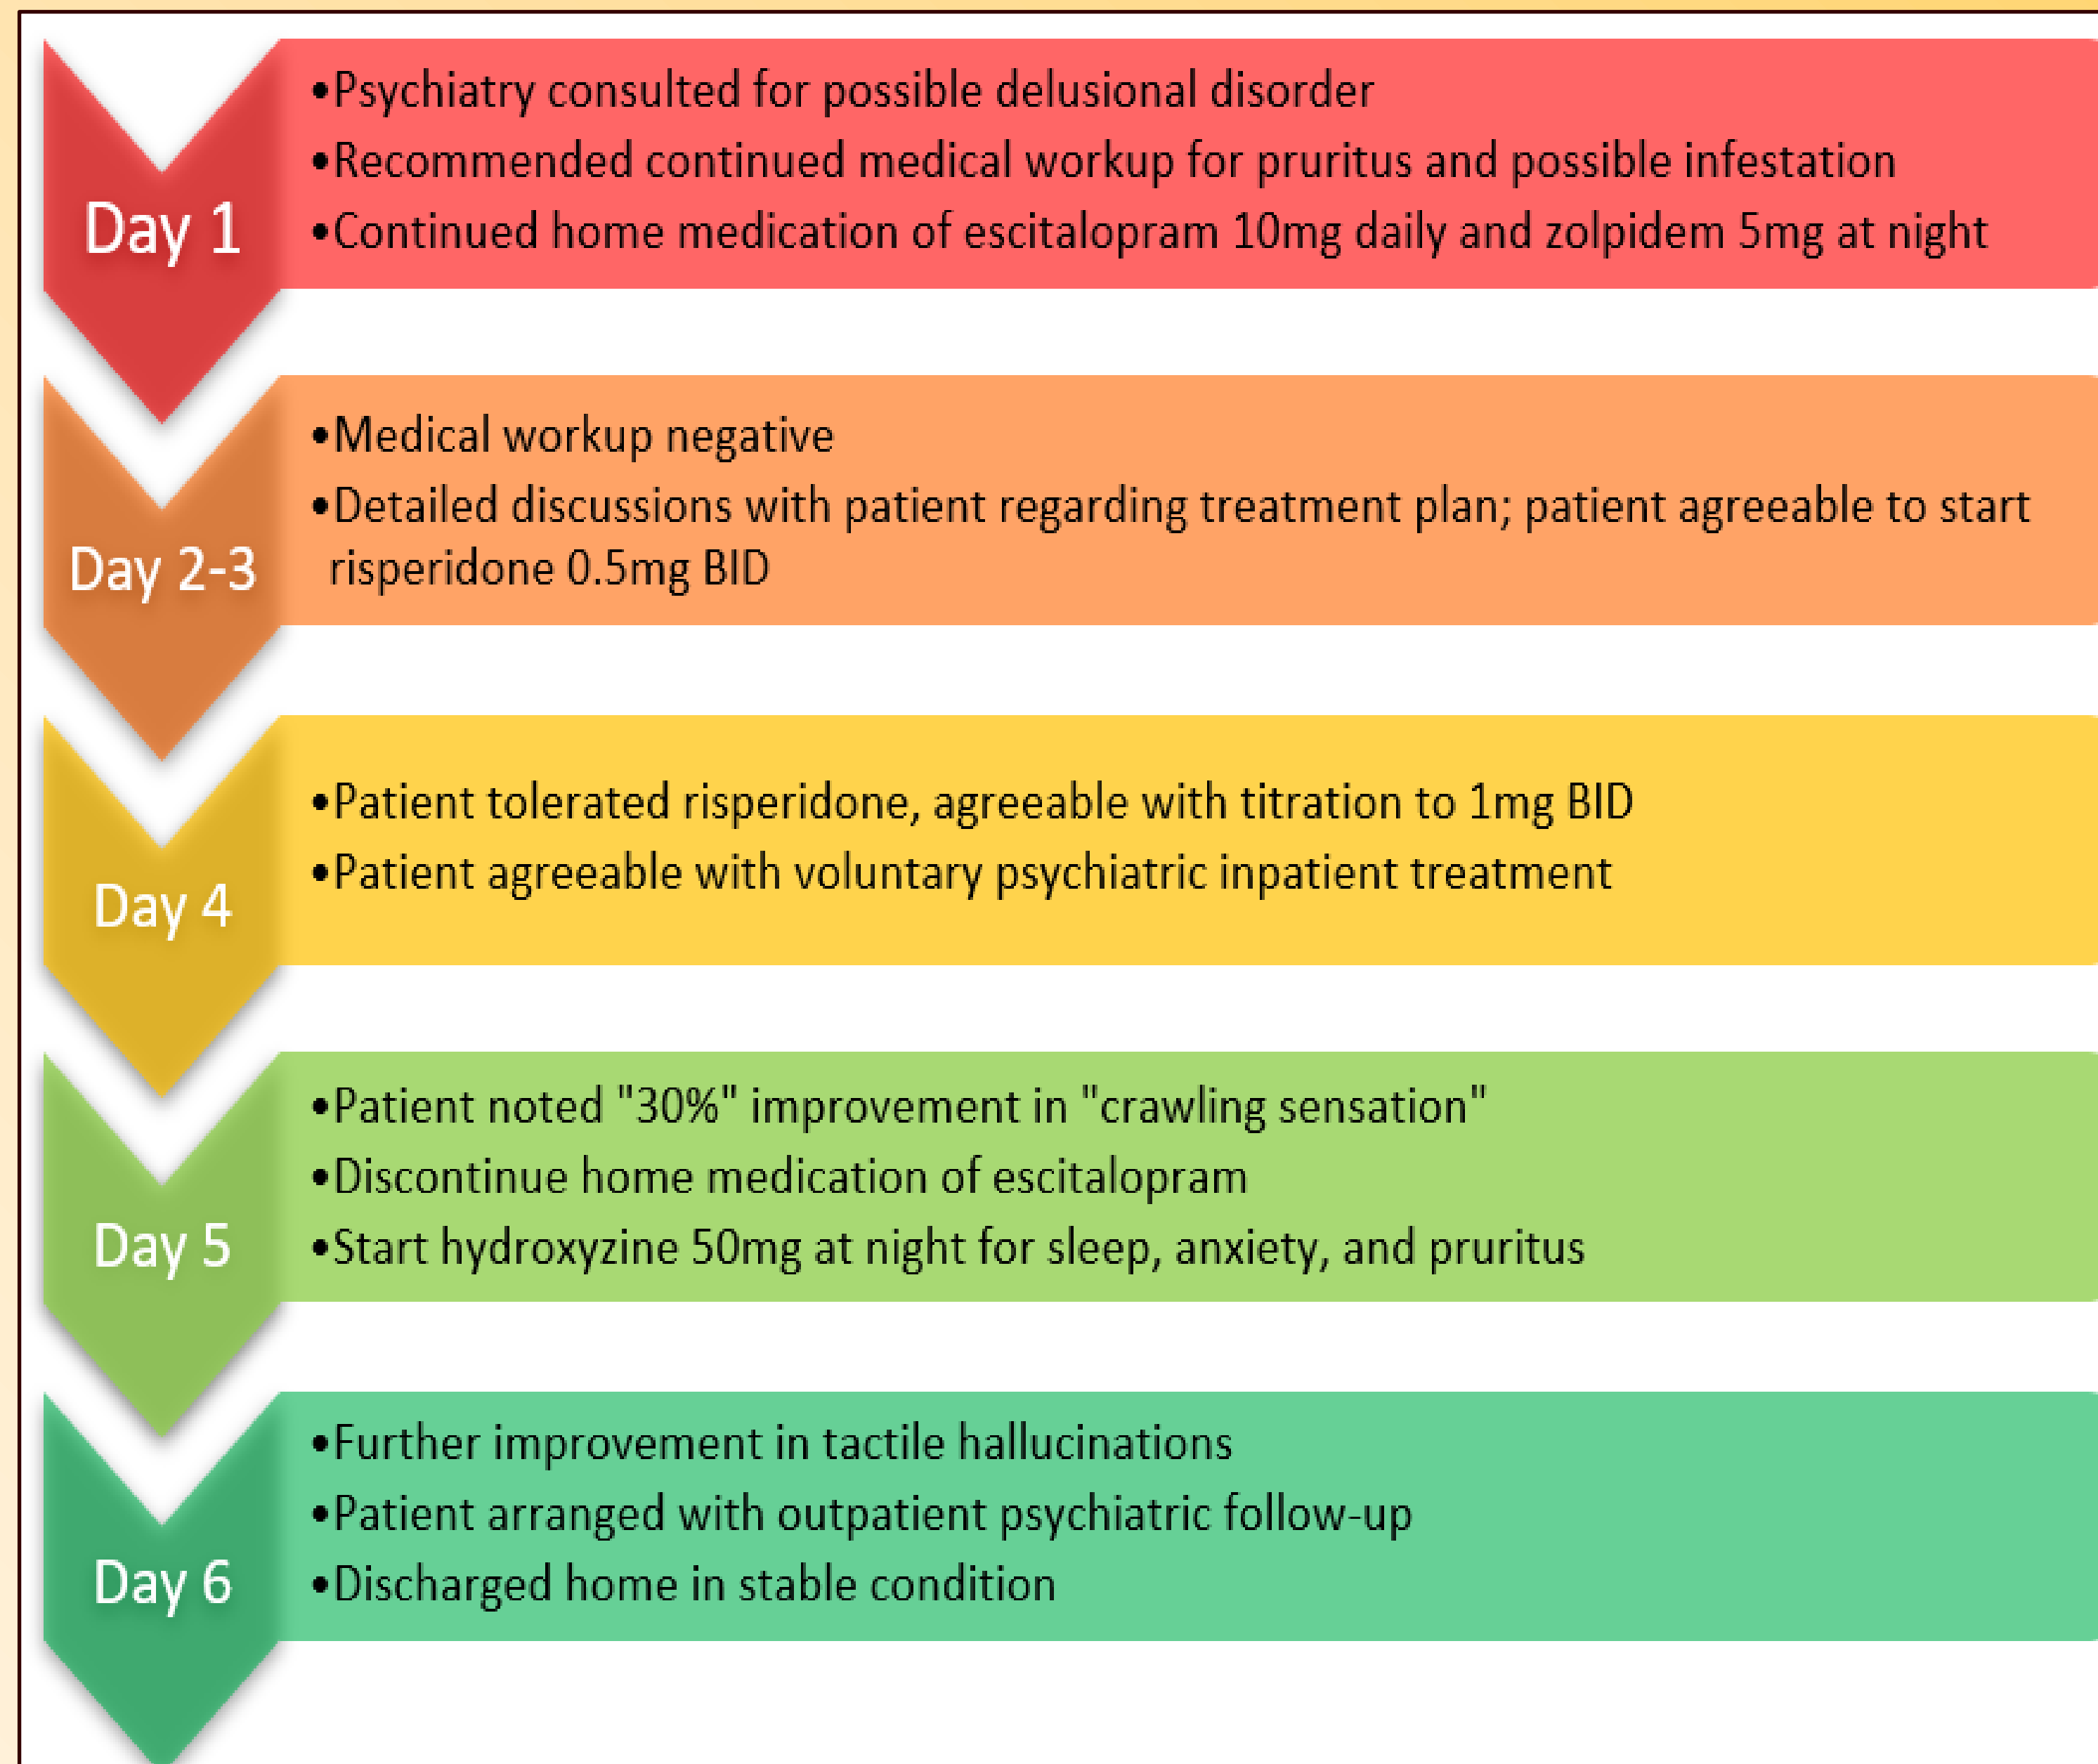 Day 1
•Psychiatry consulted for possible delusional disorder
•Recommended continued medical workup for pruritus and possible infestation
•Continued home medication of escitalopram 10mg daily and zolpidem 5mg at night
Day 2-3
•Medical workup negative
•Detailed discussions with patient regarding treatment plan; patient agreeable to start
risperidone 0.5mg BID
Day 4
•Patient tolerated risperidone, agreeable with titration to 1mg BID
•Patient agreeable with voluntary psychiatric inpatient treatment
Day 5
•Patient noted "30%" improvement in "crawling sensation"
•Discontinue home medication of escitalopram
•Start hydroxyzine 50mg at night for sleep, anxiety, and pruritus
Day 6
•Further improvement in tactile hallucinations
•Patient arranged with outpatient psychiatric follow-up
•Discharged home in stable condition